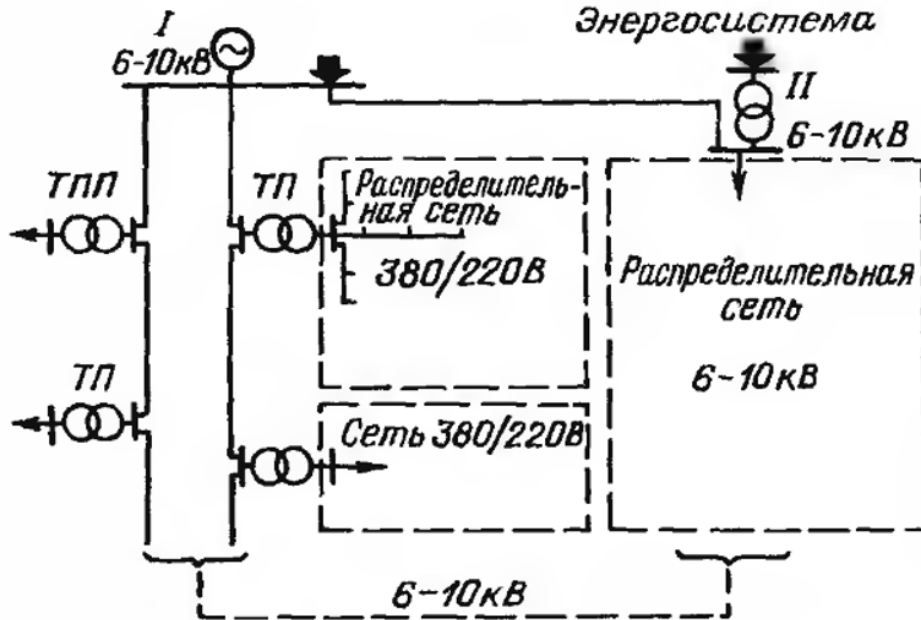 I
6-10кВ
Энергосистема
II
6-10кВ
ТПП
ТП
Распределитель-
ная сеть
380/220В
Распределительная
сеть
6-10кВ
ТП
Сеть 380/220В
6-10кВ